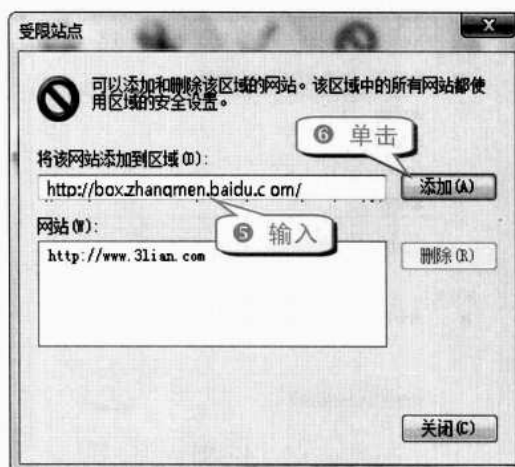 受限站点
可以添加和删除该区域的网站。该区域中的所有网站都使
用区域的安全设置。
❻ 单击
将该网站添加到区域(D):
http://box.zhangmen.baidu.c om/
添加(A)
❺ 输入
网站(W):
http://www.3lian.com
删除(R)
关闭(C)